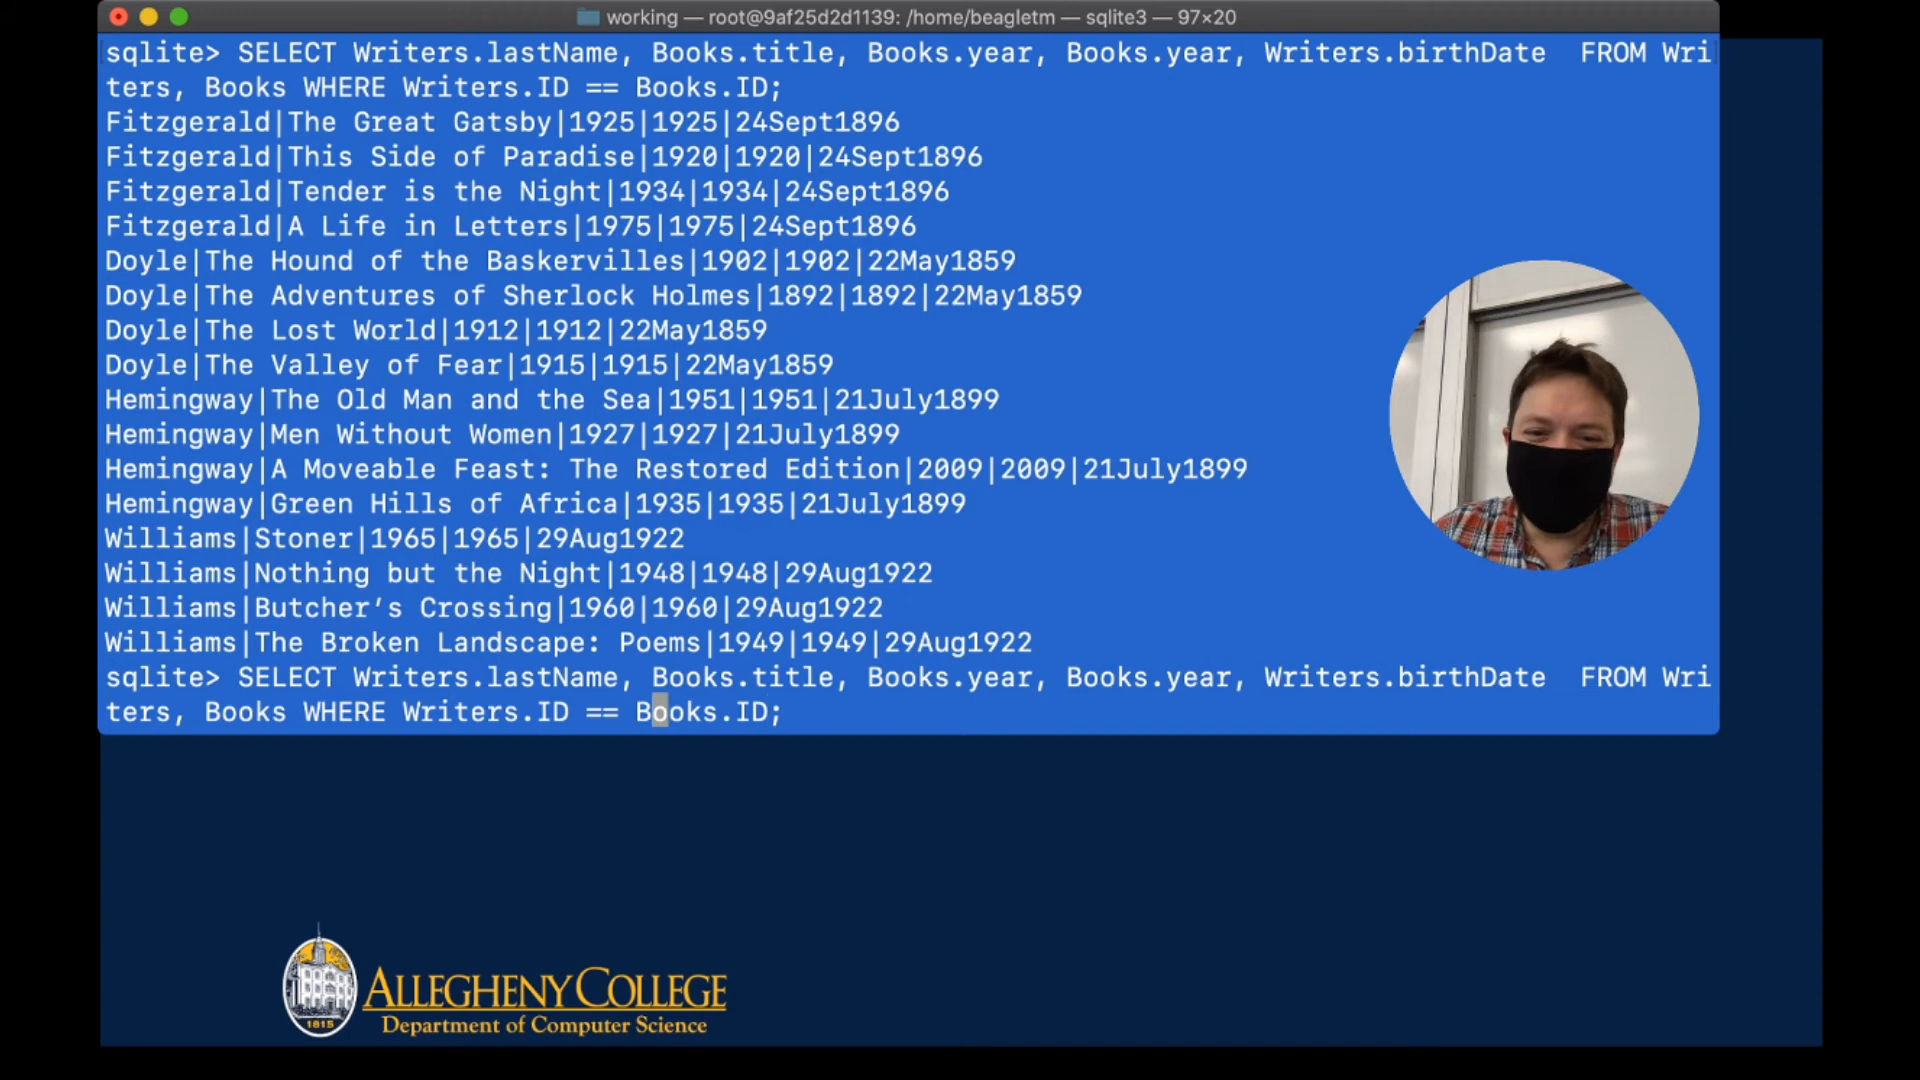 working — root@9af25d2d1139: /home/beagletm — sqlite3 — 97×20
sqlite> SELECT Writers.lastName, Books.title, Books.year, Books.year, Writers.birthDate  FROM Wri
ters, Books WHERE Writers.ID == Books.ID;
Fitzgerald|The Great Gatsby|1925|1925|24Sept1896
Fitzgerald|This Side of Paradise|1920|1920|24Sept1896
Fitzgerald|Tender is the Night|1934|1934|24Sept1896
Fitzgerald|A Life in Letters|1975|1975|24Sept1896
Doyle|The Hound of the Baskervilles|1902|1902|22May1859
Doyle|The Adventures of Sherlock Holmes|1892|1892|22May1859
Doyle|The Lost World|1912|1912|22May1859
Doyle|The Valley of Fear|1915|1915|22May1859
Hemingway|The Old Man and the Sea|1951|1951|21July1899
Hemingway|Men Without Women|1927|1927|21July1899
Hemingway|A Moveable Feast: The Restored Edition|2009|2009|21July1899
Hemingway|Green Hills of Africa|1935|1935|21July1899
Williams|Stoner|1965|1965|29Aug1922
Williams|Nothing but the Night|1948|1948|29Aug1922
Williams|Butcher’s Crossing|1960|1960|29Aug1922
Williams|The Broken Landscape: Poems|1949|1949|29Aug1922
sqlite> SELECT Writers.lastName, Books.title, Books.year, Books.year, Writers.birthDate  FROM Wri
ters, Books WHERE Writers.ID == Books.ID;
ALLEGHENY COLLEGE
Department of Computer Science
1815